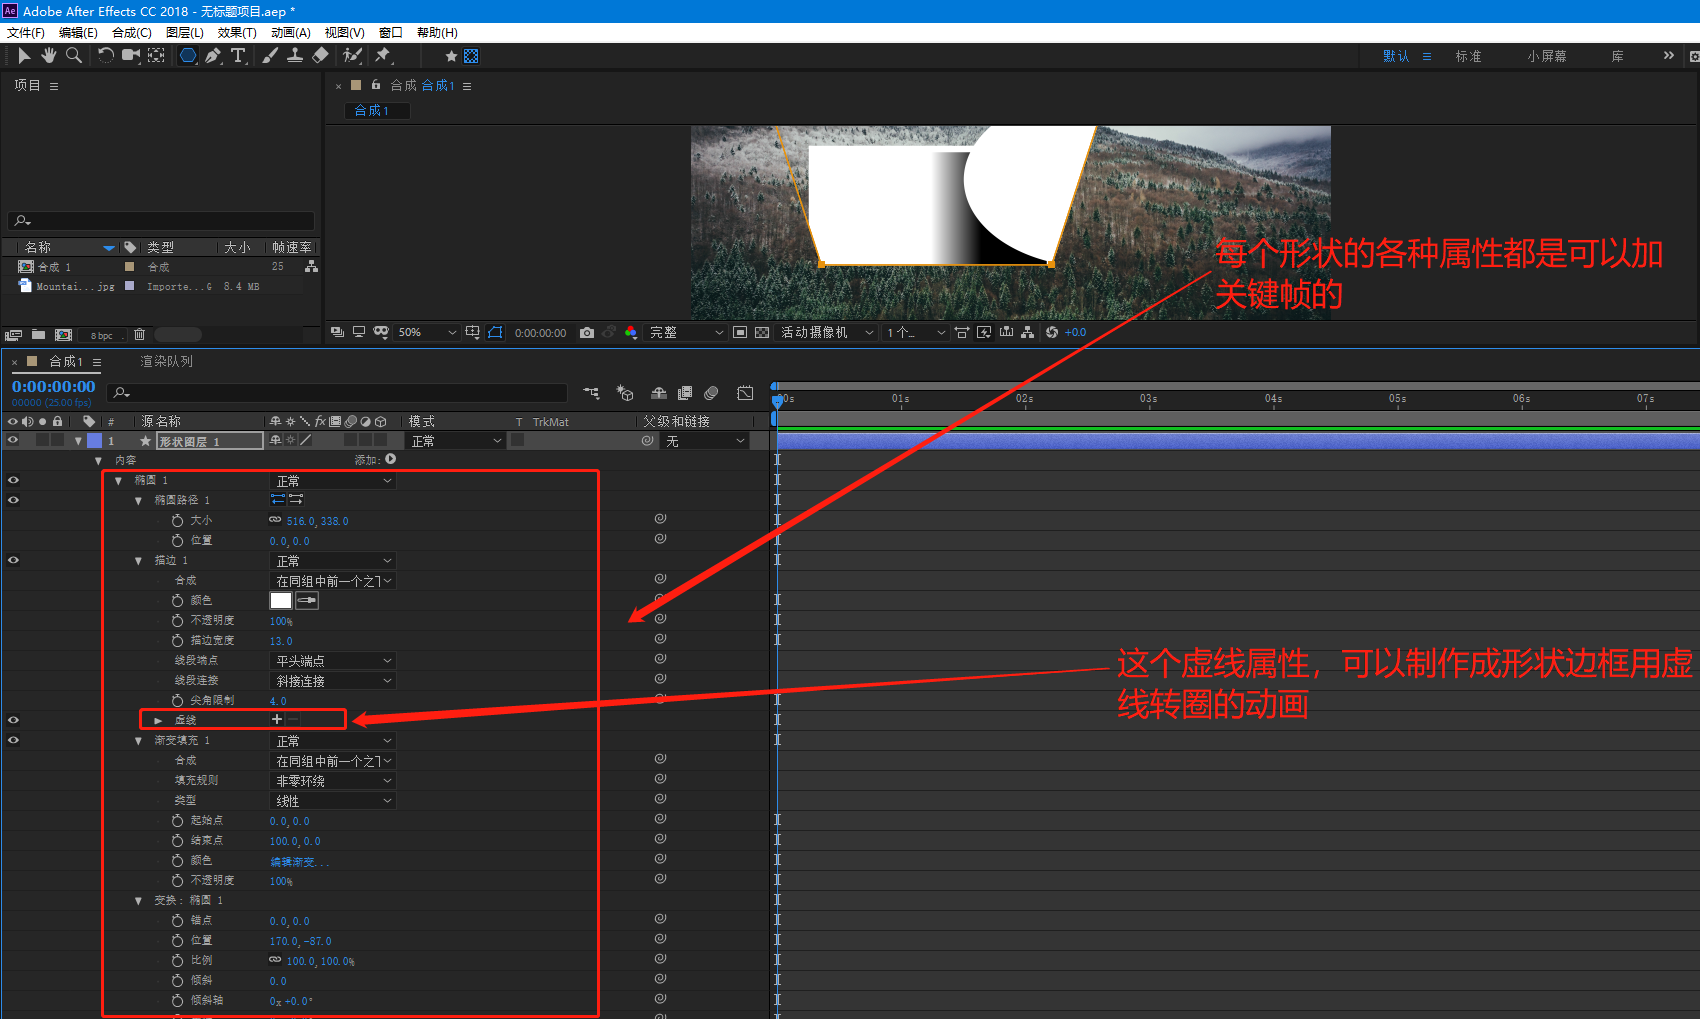 Ae Adobe After Effects CC 2018 - 无标题项目.aep *
文件(F) 编辑(E) 合成(C) 图层(L) 效果(T) 动画(A) 视图(V) 窗口 帮助(H)
默认 标准 小屏幕 库
项目
合成 合成1
合成1
名称 类型 大小 帧速率
合成 1 合成 25
Mountai...jpg Importe...G 8.4 MB
每个形状的各种属性都是可以加
关键帧的
8 bpc
50% 0:00:00:00 完整 活动摄像机 1个... +0.0
合成1 渲染队列
0:00:00:00
00000 (25.00 fps)
00s 01s 02s 03s 04s 05s 06s 07s
# 源名称 模式 T TrkMat 父级和链接
1 形状图层 1 正常 无
内容 添加:
椭圆 1 正常
椭圆路径 1
大小 516.0,338.0
位置 0.0,0.0
描边 1 正常
合成 在同组中前一个之下
颜色
不透明度 100%
描边宽度 13.0
线段端点 平头端点
线段连接 斜接连接
尖角限制 4.0
虚线
这个虚线属性，可以制作成形状边框用虚
线转圈的动画
渐变填充 1 正常
合成 在同组中前一个之下
填充规则 非零环绕
类型 线性
起始点 0.0,0.0
结束点 100.0,0.0
颜色 编辑渐变...
不透明度 100%
变换: 椭圆 1
锚点 0.0,0.0
位置 170.0,-87.0
比例 100.0,100.0%
倾斜 0.0
倾斜轴 0x+0.0°